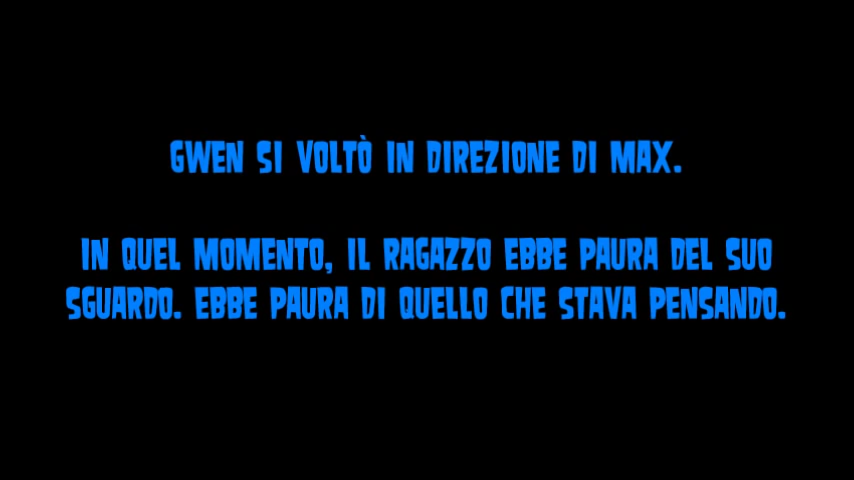 GWEN SI VOLTÒ IN DIREZIONE DI MAX.
IN QUEL MOMENTO, IL RAGAZZO EBBE PAURA DEL SUO
SGUARDO. EBBE PAURA DI QUELLO CHE STAVA PENSANDO.